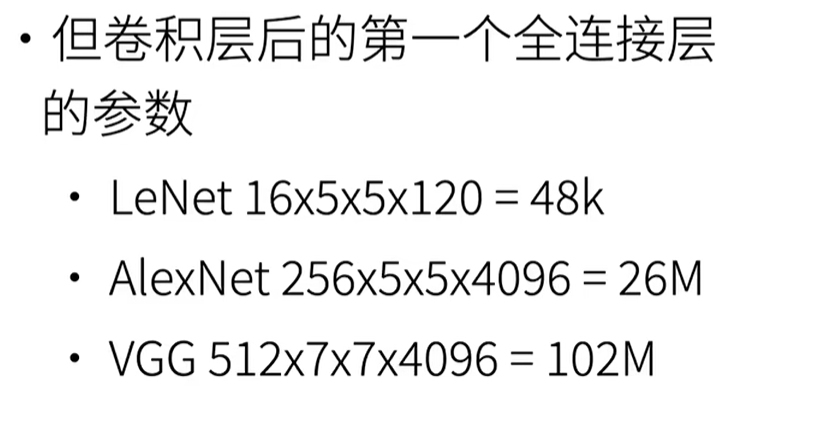 • 但卷积层后的第一个全连接层
的参数
• LeNet 16x5x5x120 = 48k
• AlexNet 256x5x5x4096 = 26M
• VGG 512x7x7x4096 = 102M